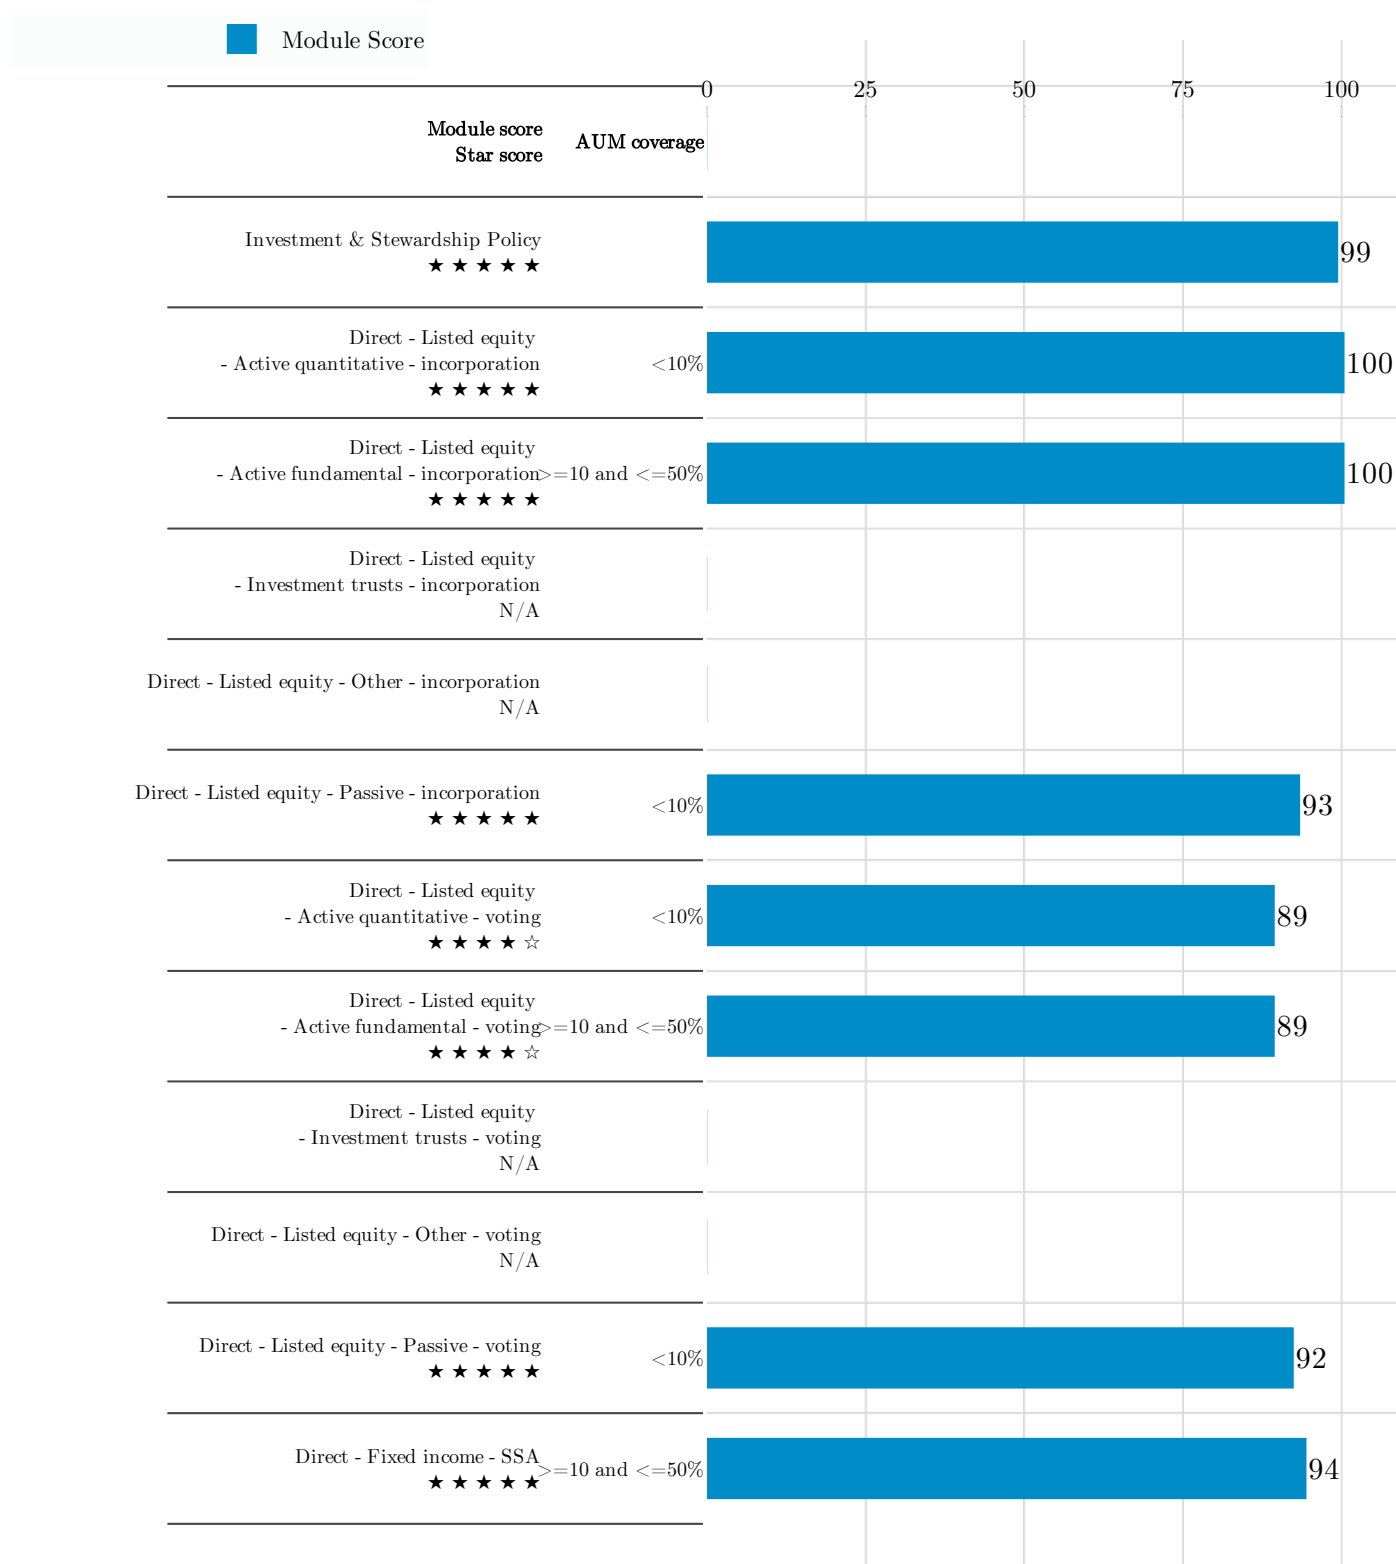 Module Score
0 25 50 75 100
Module score
Star score
AUM coverage
Investment & Stewardship Policy
★ ★ ★ ★ ★
99
Direct - Listed equity
- Active quantitative - incorporation
★ ★ ★ ★ ★
<10%
100
Direct - Listed equity
- Active fundamental - incorporation
★ ★ ★ ★ ★
>=10 and <=50%
100
Direct - Listed equity
- Investment trusts - incorporation
N/A
Direct - Listed equity - Other - incorporation
N/A
Direct - Listed equity - Passive - incorporation
★ ★ ★ ★ ★
<10%
93
Direct - Listed equity
- Active quantitative - voting
★ ★ ★ ★ ☆
<10%
89
Direct - Listed equity
- Active fundamental - voting
★ ★ ★ ★ ☆
>=10 and <=50%
89
Direct - Listed equity
- Investment trusts - voting
N/A
Direct - Listed equity - Other - voting
N/A
Direct - Listed equity - Passive - voting
★ ★ ★ ★ ★
<10%
92
Direct - Fixed income - SSA
★ ★ ★ ★ ★
>=10 and <=50%
94